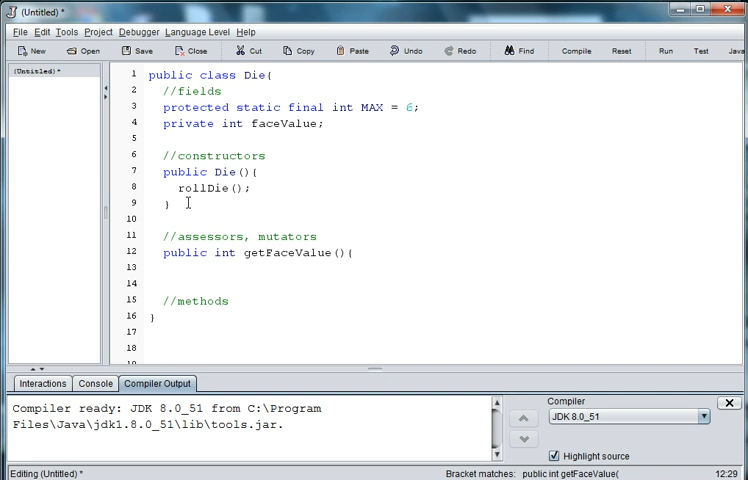 (Untitled) *
File Edit Tools Project Debugger Language Level Help
New Open Save Close Cut Copy Paste Undo Redo Find Compile Reset Run Test Java
(Untitled)*
1 public class Die{
2 //fields
3 protected static final int MAX = 6;
4 private int faceValue;
5
6 //constructors
7 public Die(){
8 rollDie();
9 }
10
11 //assessors, mutators
12 public int getFaceValue(){
13
14
15 //methods
16 }
17
18
Interactions Console Compiler Output
Compiler ready: JDK 8.0_51 from C:\Program
Files\Java\jdk1.8.0_51\lib\tools.jar.
Compiler
JDK 8.0_51
Highlight source
Editing (Untitled) * Bracket matches: public int getFaceValue( 12:29